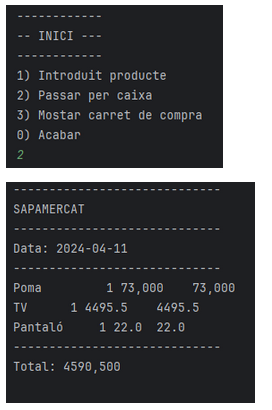 ------------
-- INICI ---
------------
1) Introduit producte
2) Passar per caixa
3) Mostar carret de compra
0) Acabar
2
-----------------------------
SAPAMERCAT
-----------------------------
Data: 2024-04-11
-----------------------------
Poma         1 73,000    73,000
TV      1 4495.5    4495.5
Pantaló     1 22.0  22.0
-----------------------------
Total: 4590,500